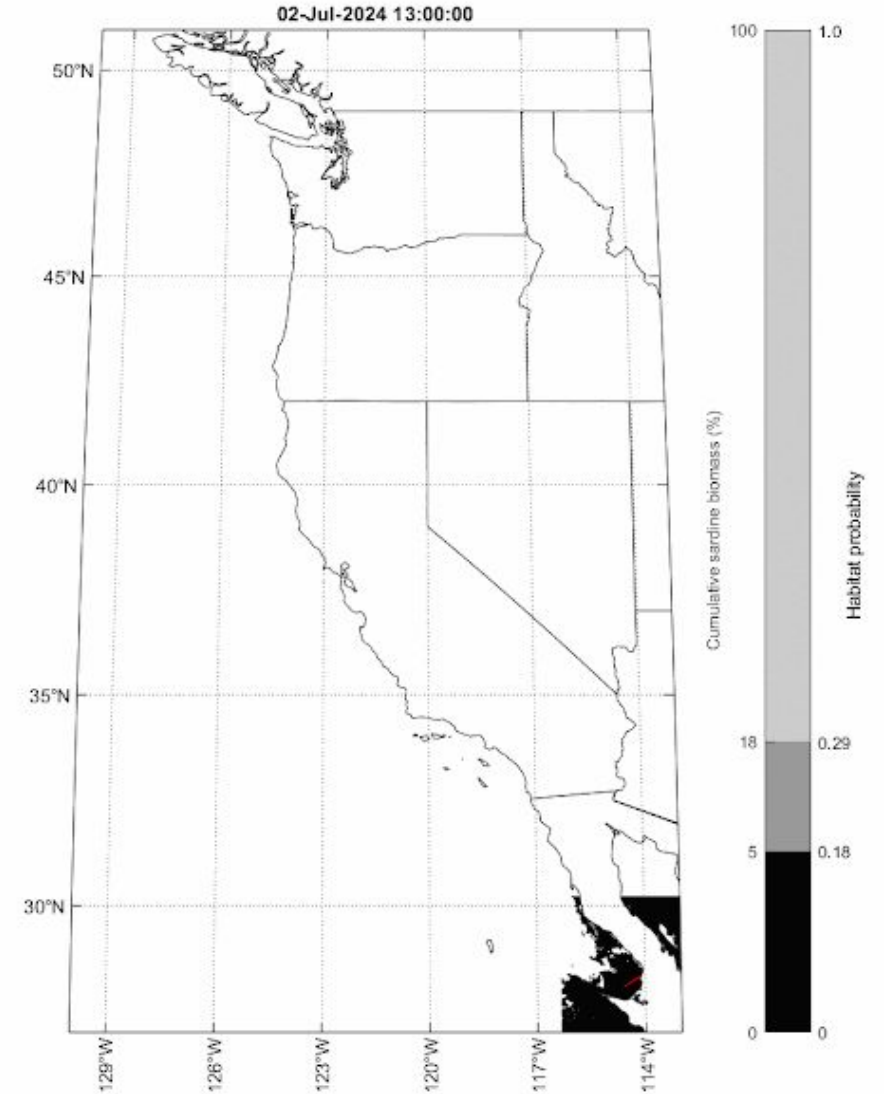 02-Jul-2024 13:00:00
50°N
45°N
40°N
35°N
30°N
129°W
126°W
123°W
120°W
117°W
114°W
Cumulative sardine biomass (%)
100
18
5
0
1.0
0.29
0.18
0
Habitat probability